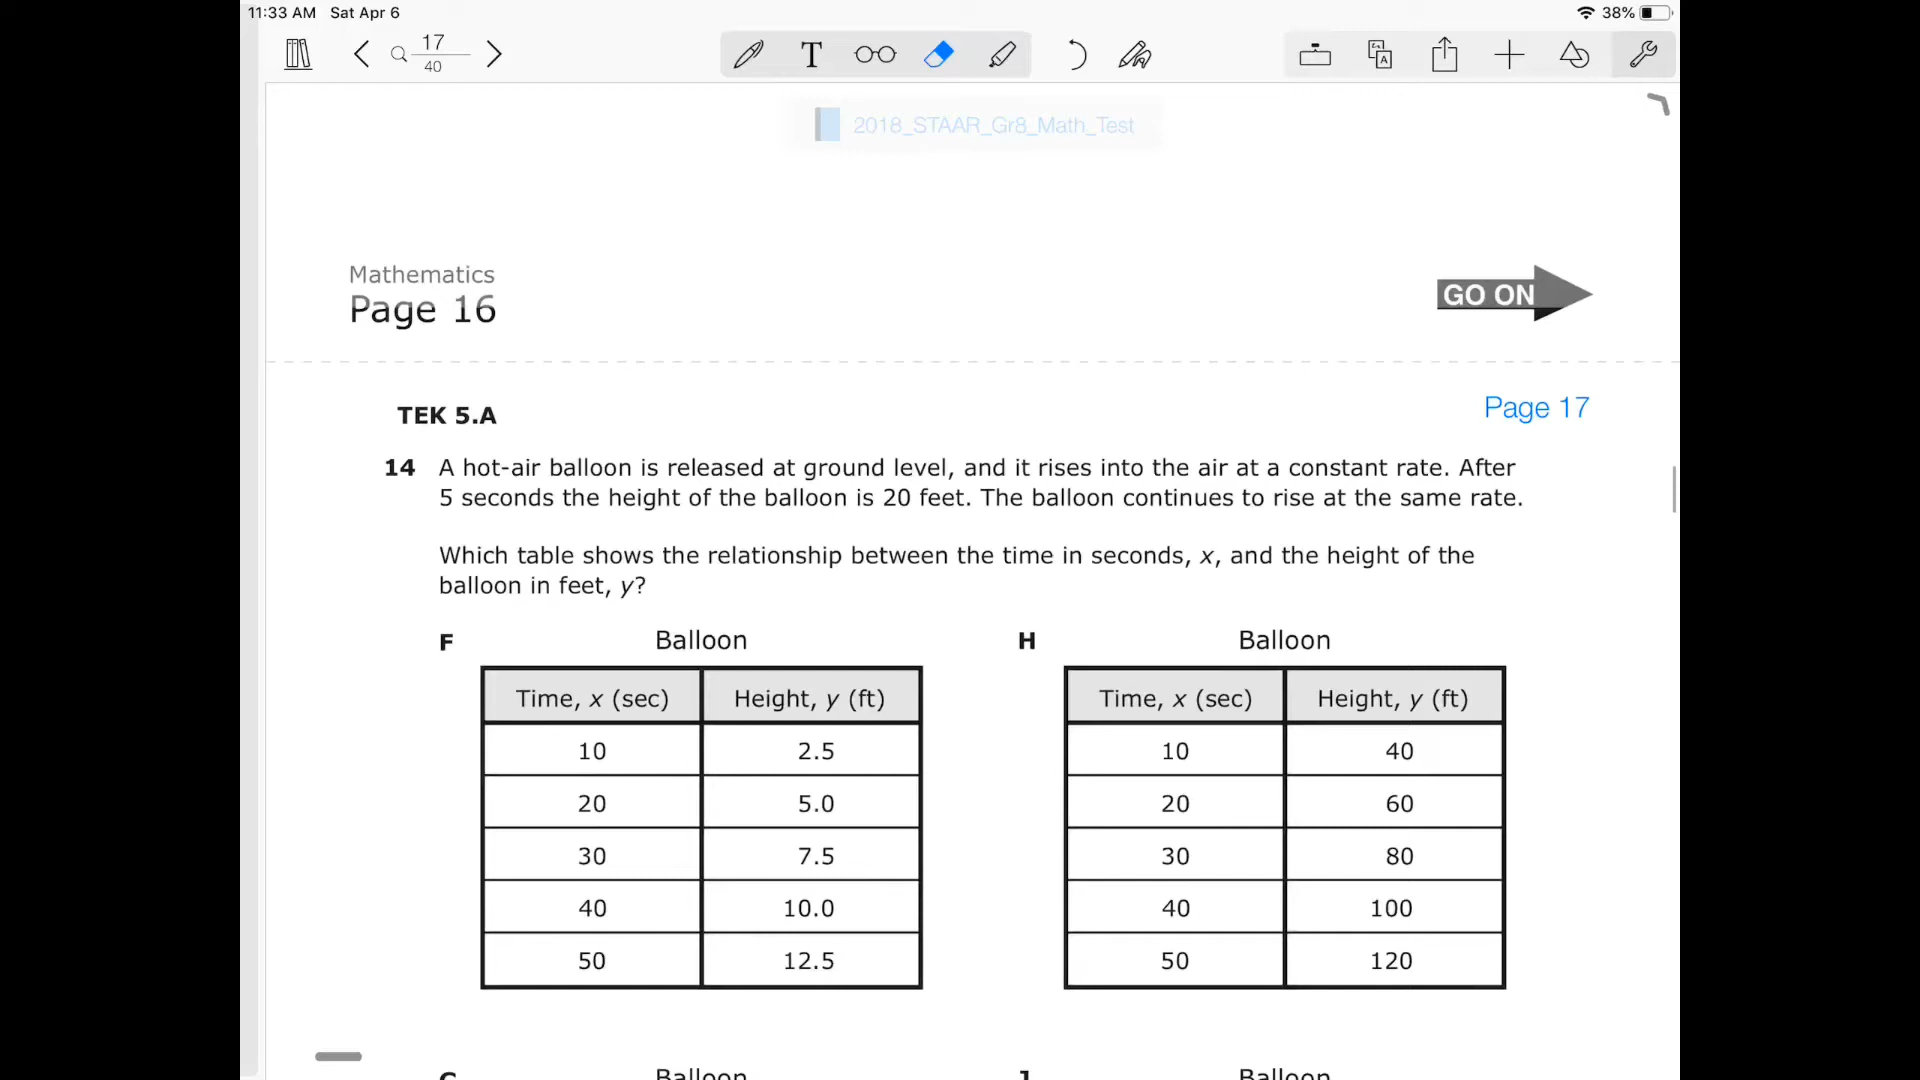 11:33 AM Sat Apr 6
38%
17
40
T
A
2018_STAAR_Gr8_Math_Test
Mathematics
Page 16
GO ON
TEK 5.A
Page 17
14 A hot-air balloon is released at ground level, and it rises into the air at a constant rate. After
5 seconds the height of the balloon is 20 feet. The balloon continues to rise at the same rate.
Which table shows the relationship between the time in seconds, x, and the height of the
balloon in feet, y?
F Balloon
Time, x (sec) Height, y (ft)
10 2.5
20 5.0
30 7.5
40 10.0
50 12.5
H Balloon
Time, x (sec) Height, y (ft)
10 40
20 60
30 80
40 100
50 120
Balloon
Balloon